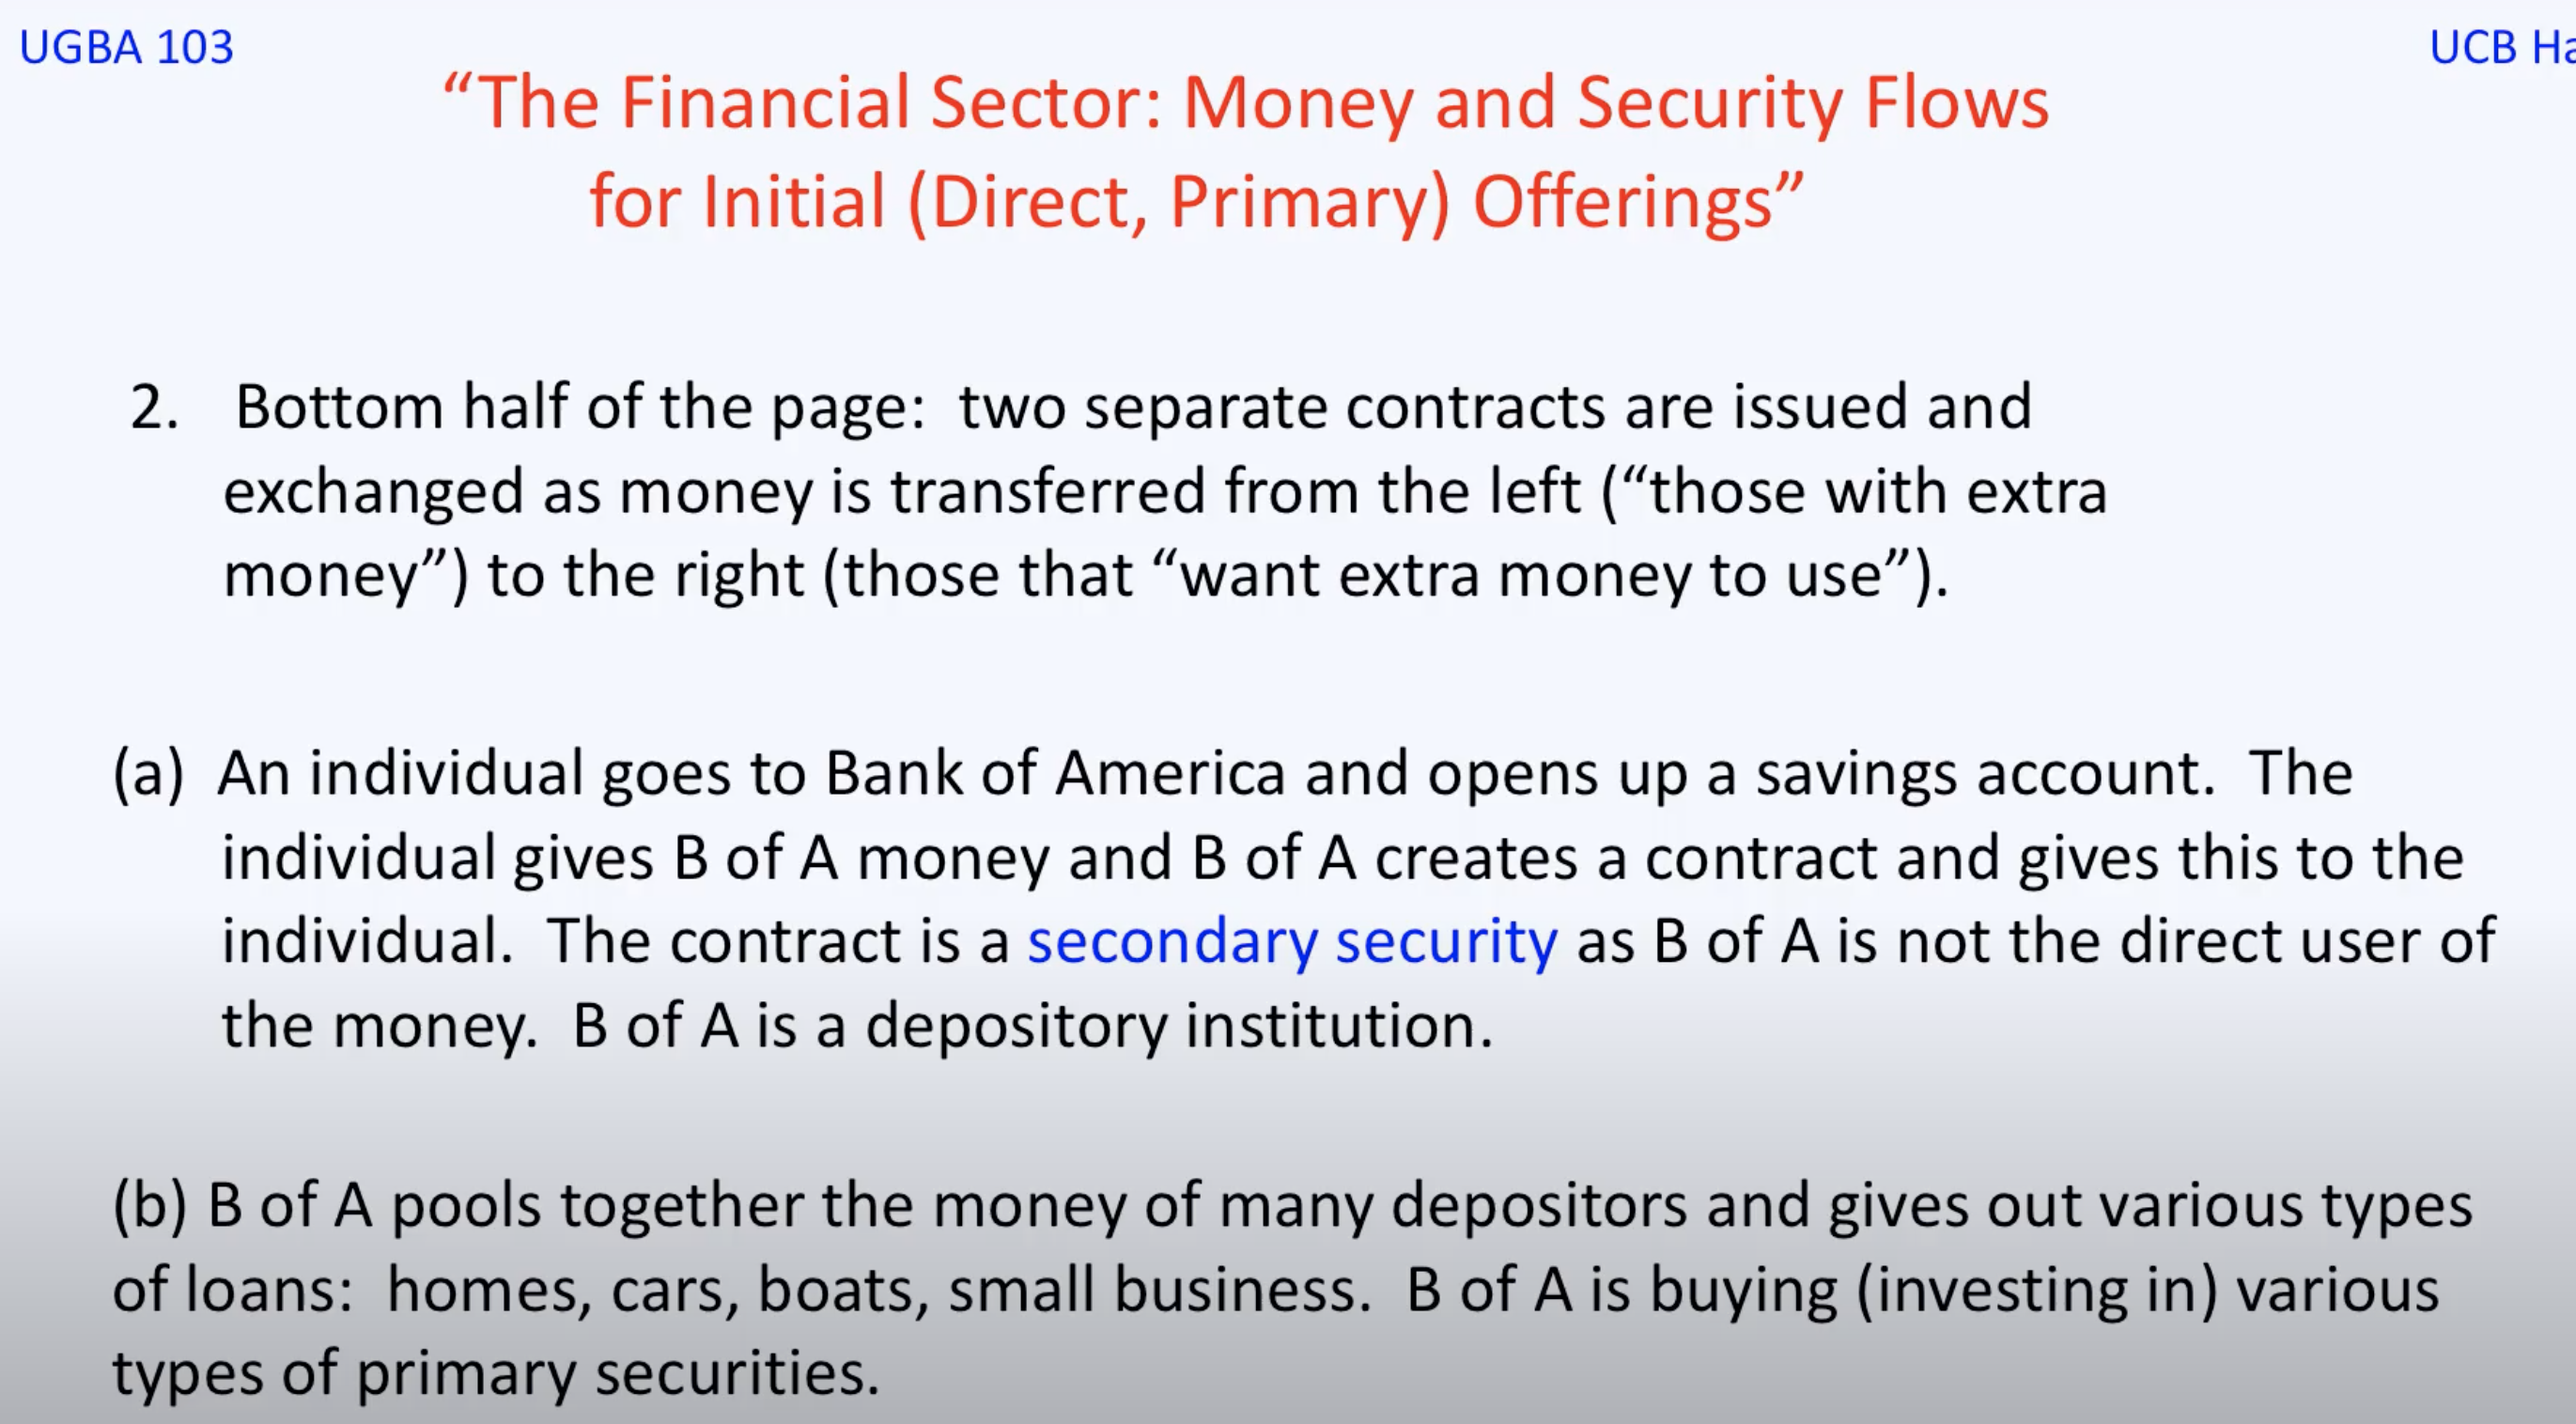 UGBA 103
UCB Ha
“The Financial Sector: Money and Security Flows
for Initial (Direct, Primary) Offerings”
2. Bottom half of the page: two separate contracts are issued and
exchanged as money is transferred from the left (“those with extra
money”) to the right (those that “want extra money to use”).
(a) An individual goes to Bank of America and opens up a savings account. The
individual gives B of A money and B of A creates a contract and gives this to the
individual. The contract is a secondary security as B of A is not the direct user of
the money. B of A is a depository institution.
(b) B of A pools together the money of many depositors and gives out various types
of loans: homes, cars, boats, small business. B of A is buying (investing in) various
types of primary securities.